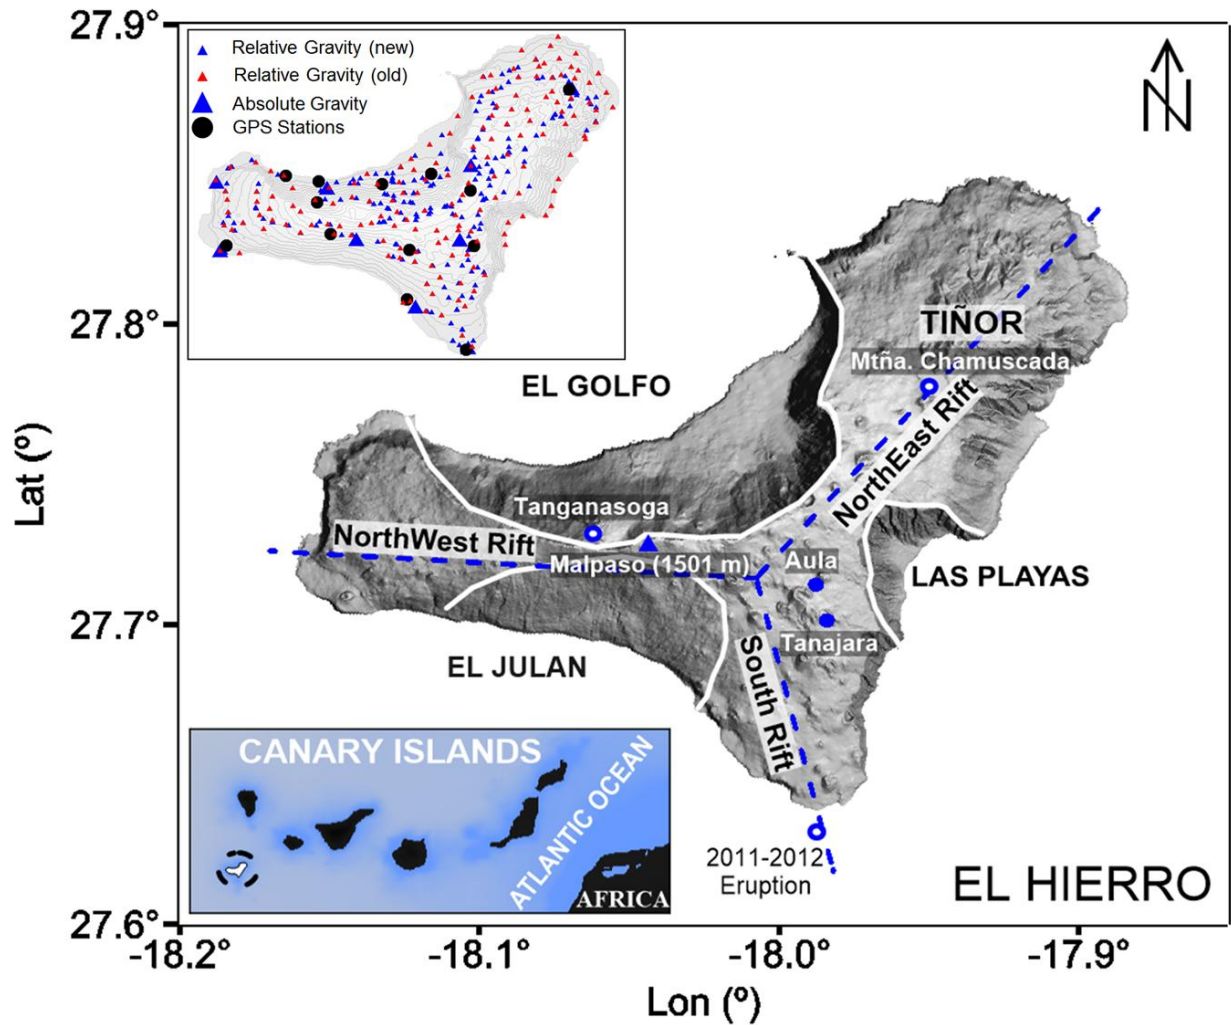 27.9°
Relative Gravity (new)
Relative Gravity (old)
Absolute Gravity
GPS Stations
N
27.8°
TIÑOR
Mtña. Chamuscada
EL GOLFO
NorthEast Rift
Lat (º)
Tanganasoga
NorthWest Rift
Malpaso (1501 m)
Aula
LAS PLAYAS
27.7°
Tanajara
EL JULAN
South Rift
CANARY ISLANDS
ATLANTIC OCEAN
AFRICA
2011-2012
Eruption
EL HIERRO
27.6°
-18.2° -18.1° -18.0° -17.9°
Lon (º)